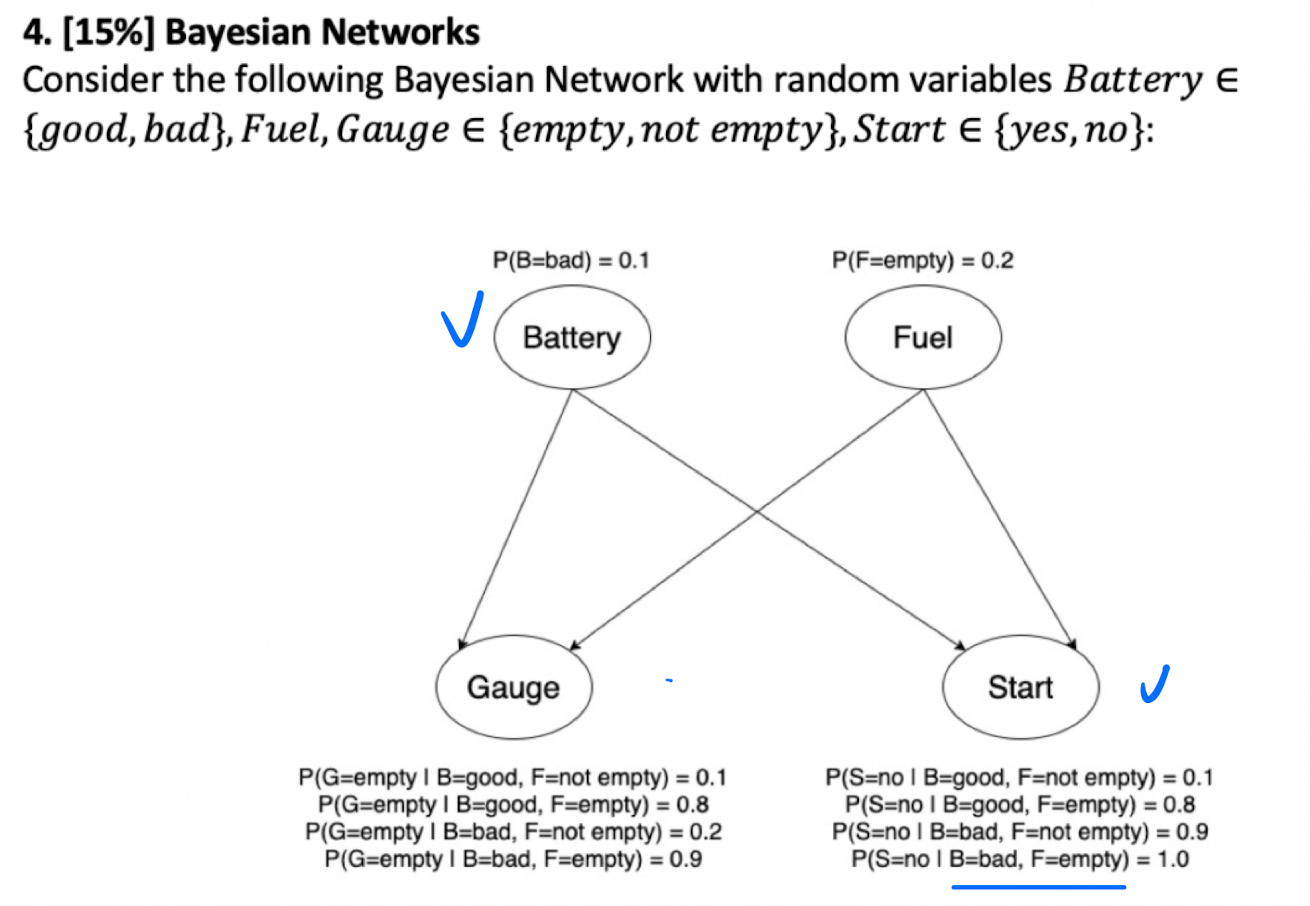 4. [15%] Bayesian Networks
Consider the following Bayesian Network with random variables Battery ∈
{good, bad}, Fuel, Gauge ∈ {empty, not empty}, Start ∈ {yes, no}:
P(B=bad) = 0.1
P(F=empty) = 0.2
Battery
Fuel
Gauge
Start
P(G=empty | B=good, F=not empty) = 0.1
P(G=empty | B=good, F=empty) = 0.8
P(G=empty | B=bad, F=not empty) = 0.2
P(G=empty | B=bad, F=empty) = 0.9
P(S=no | B=good, F=not empty) = 0.1
P(S=no | B=good, F=empty) = 0.8
P(S=no | B=bad, F=not empty) = 0.9
P(S=no | B=bad, F=empty) = 1.0